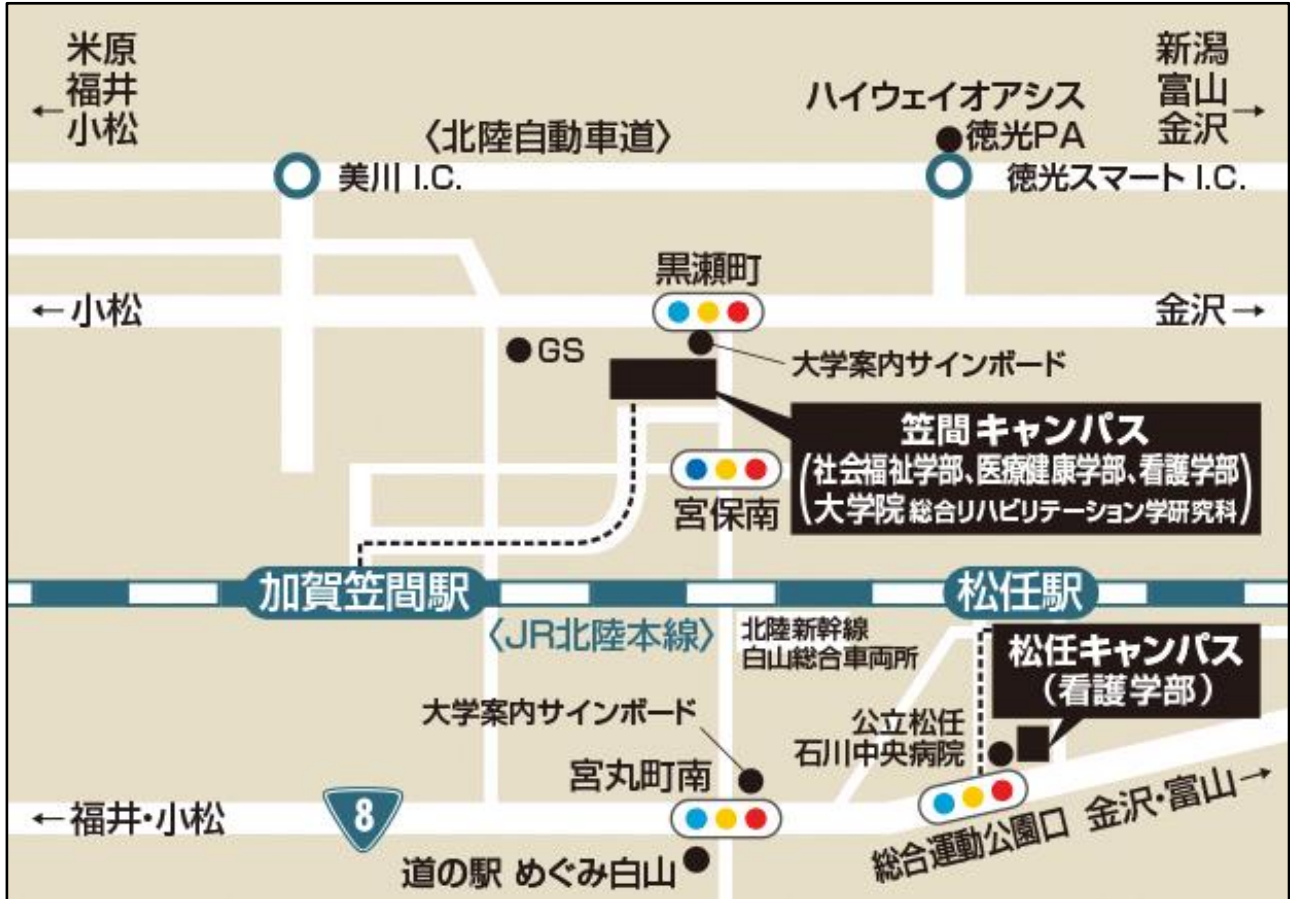 米原
福井
小松
←
新潟
富山
金沢
→
ハイウェイオアシス
徳光PA
〈北陸自動車道〉
美川 I.C.
徳光スマート I.C.
黒瀬町
←小松
金沢→
GS
大学案内サインボード
笠間キャンパス
(社会福祉学部、医療健康学部、看護学部
大学院 総合リハビリテーション学研究科)
宮保南
加賀笠間駅
松任駅
〈JR北陸本線〉
北陸新幹線
白山総合車両所
松任キャンパス
(看護学部)
大学案内サインボード
公立松任
石川中央病院
宮丸町南
←福井・小松
8
総合運動公園口
金沢・富山→
道の駅 めぐみ白山